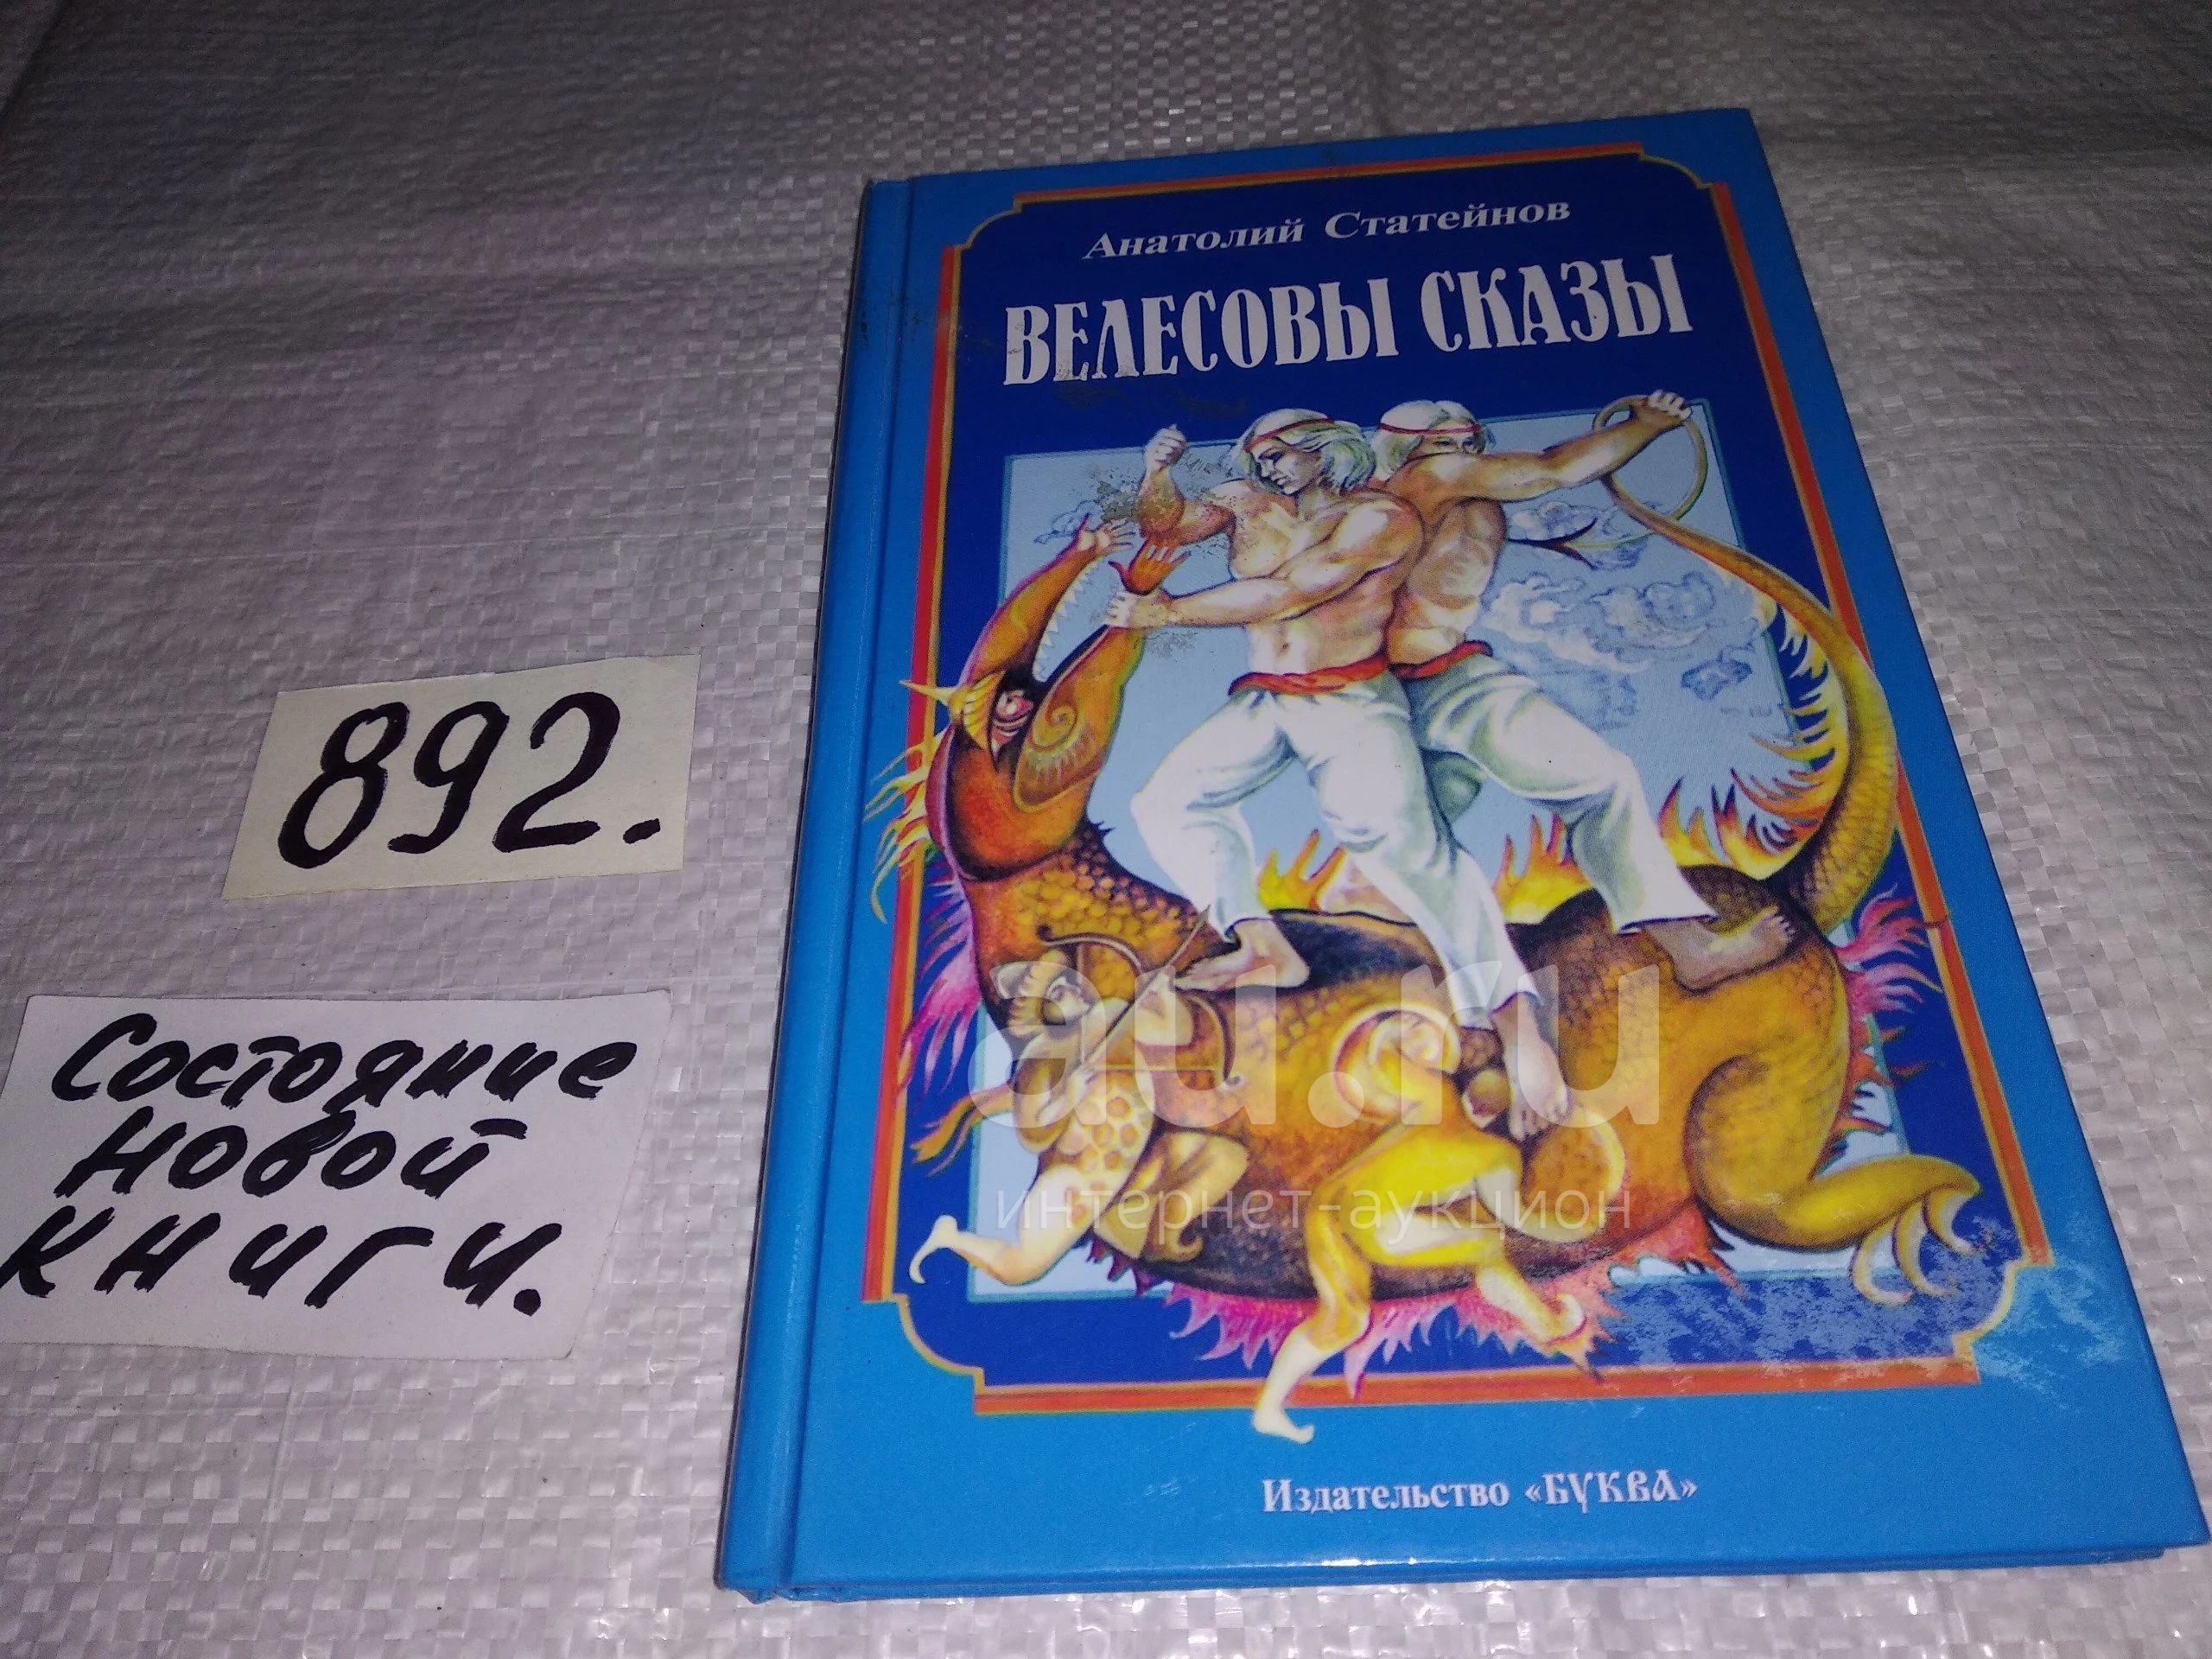 Анатолий Статейнов
ВЕЛЕСОВЫ СКАЗЫ
892.
Состояние
новой
книги.
au.ru
интернет-аукцион
Издательство «БУКВА»